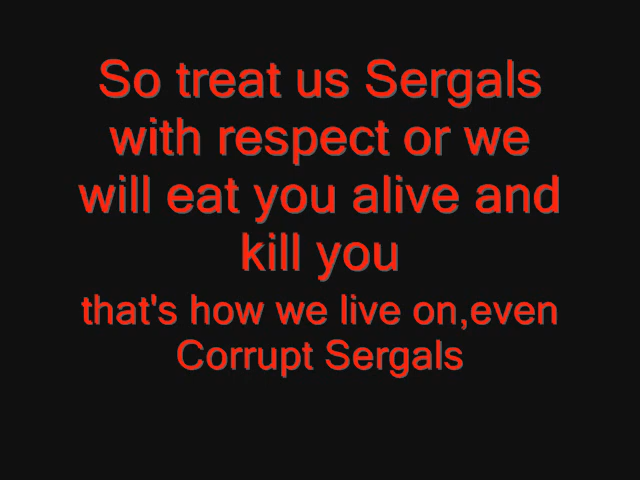 So treat us Sergals
with respect or we
will eat you alive and
kill you
that's how we live on,even
Corrupt Sergals